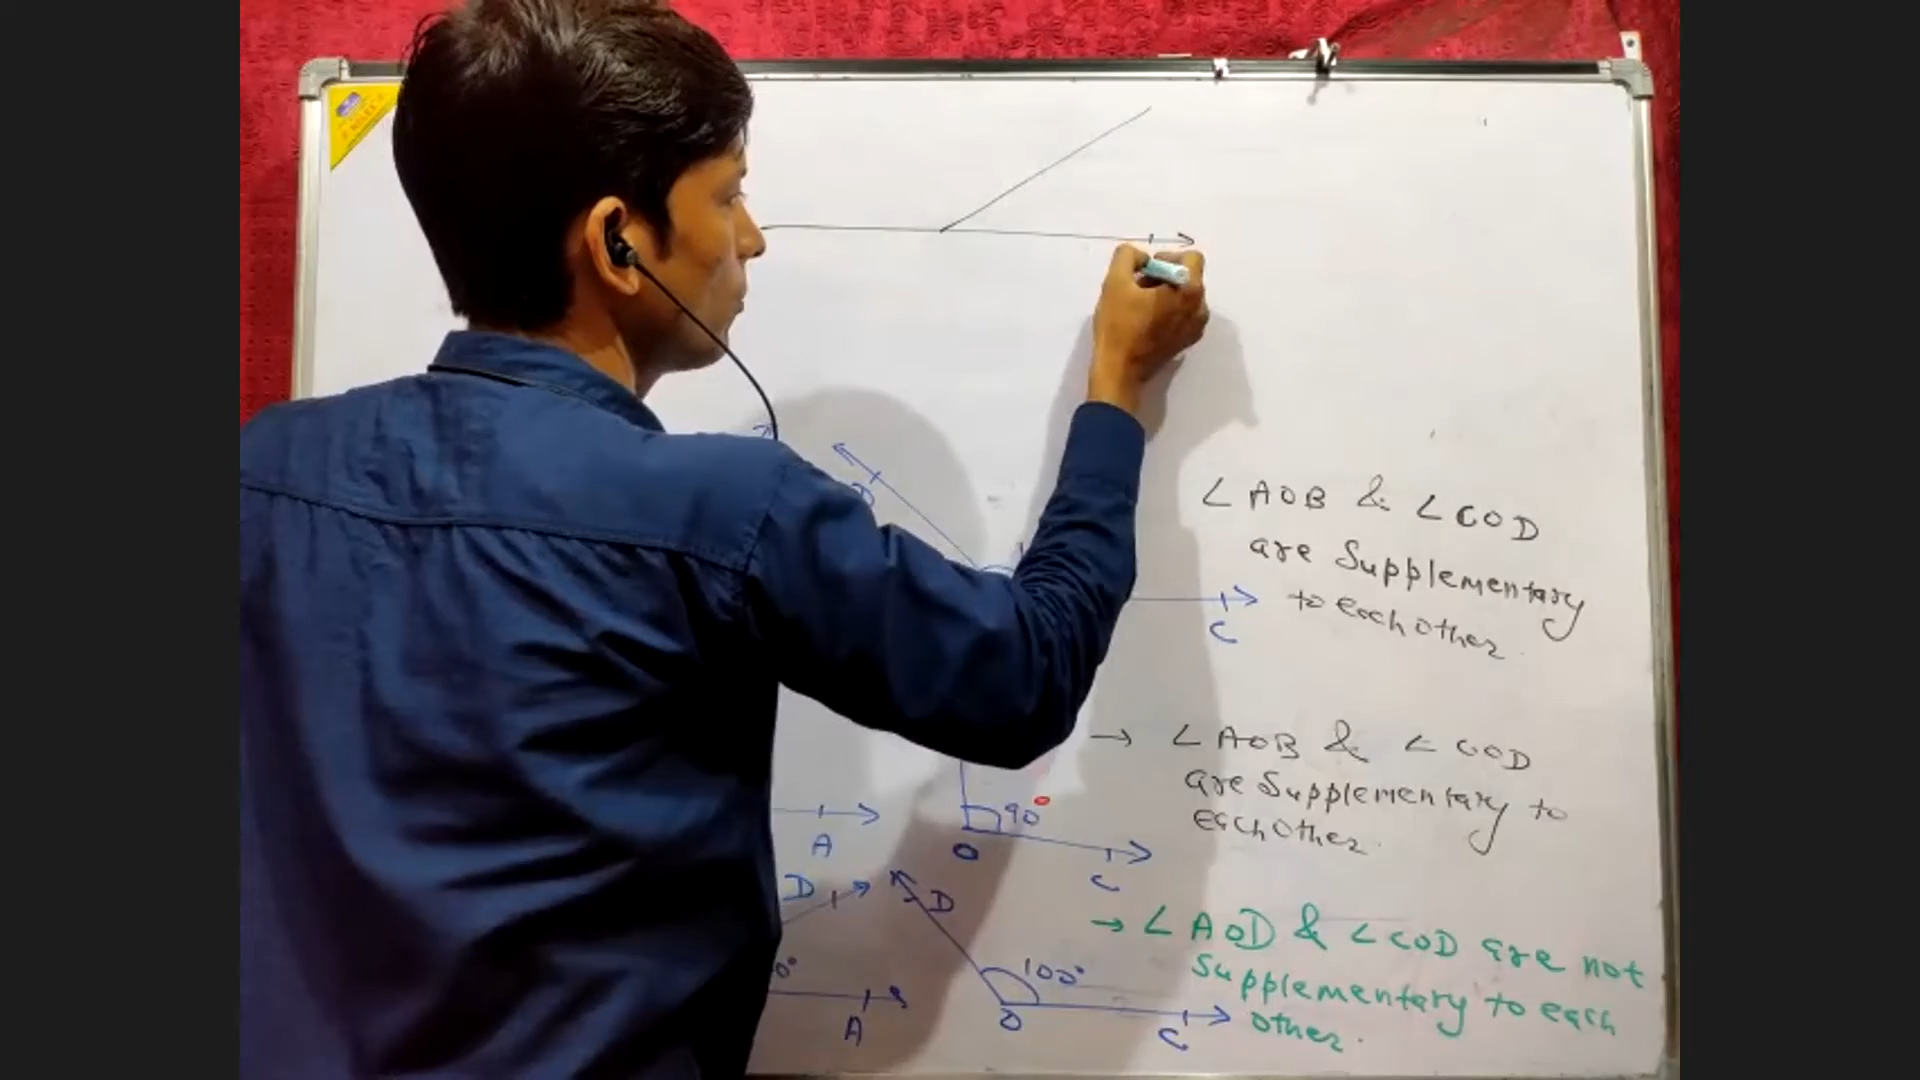 ∠AOB & ∠COD
are Supplementary
to each other.
C
→ ∠AOB & ∠COD
are Supplementary to
each Other.
90°
A
O
C
D
D
→ ∠AOD & ∠COD are not
Supplementary to each
other.
100°
A
O
C